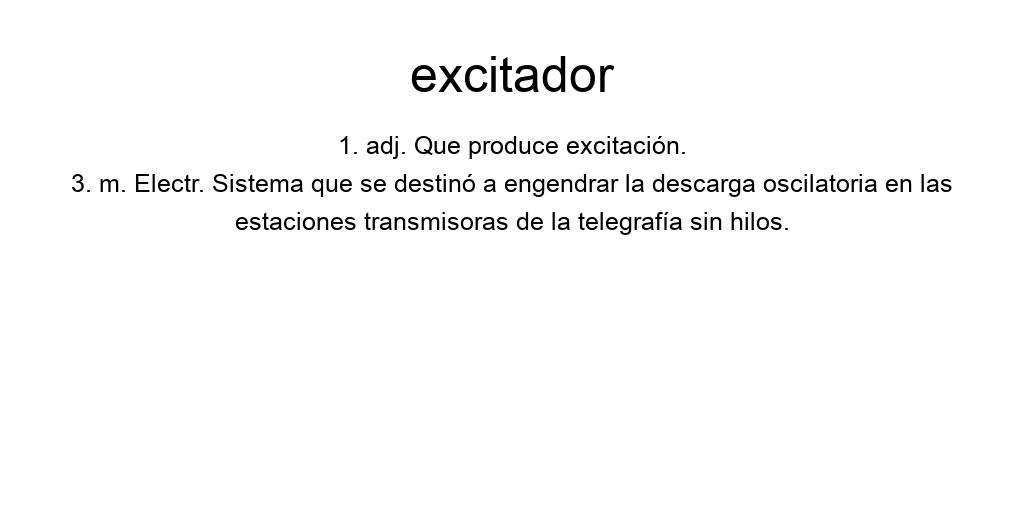 excitador
1. adj. Que produce excitación.
3. m. Electr. Sistema que se destinó a engendrar la descarga oscilatoria en las
estaciones transmisoras de la telegrafía sin hilos.